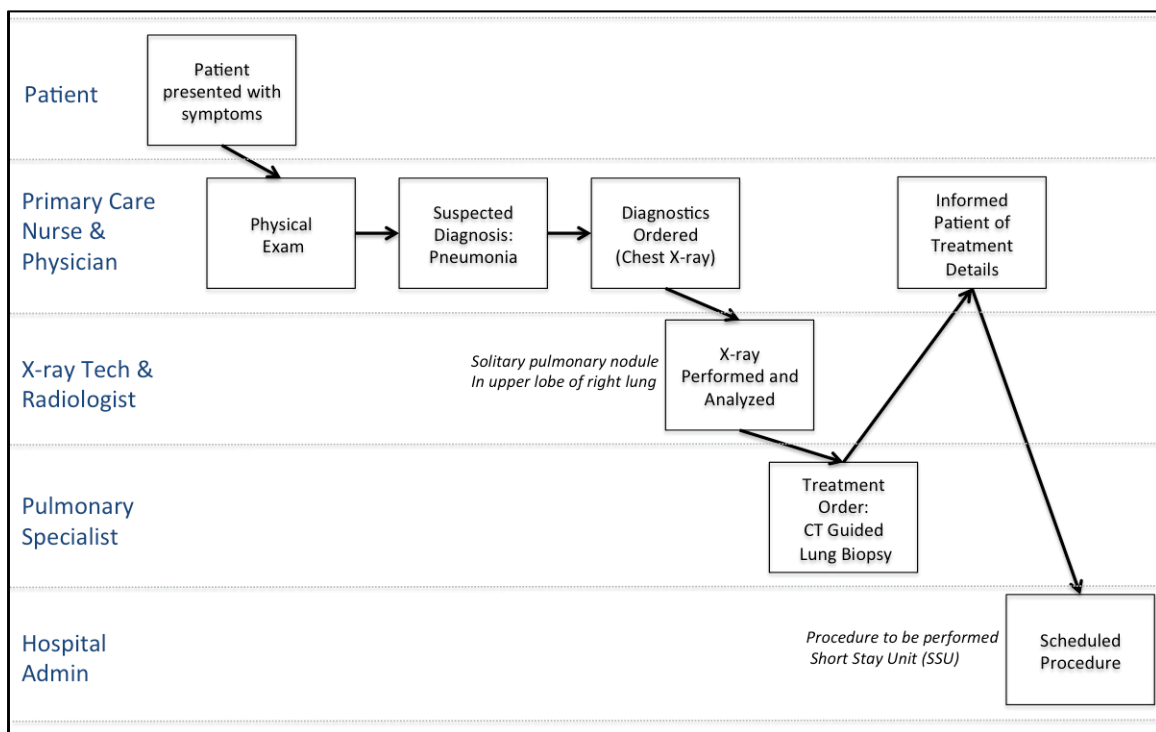 Patient
Patient
presented with
symptoms
Primary Care
Nurse &
Physician
Physical
Exam
Suspected
Diagnosis:
Pneumonia
Diagnostics
Ordered
(Chest X-ray)
Informed
Patient of
Treatment
Details
X-ray Tech &
Radiologist
Solitary pulmonary nodule
In upper lobe of right lung
X-ray
Performed and
Analyzed
Pulmonary
Specialist
Treatment
Order:
CT Guided
Lung Biopsy
Hospital
Admin
Procedure to be performed
Short Stay Unit (SSU)
Scheduled
Procedure